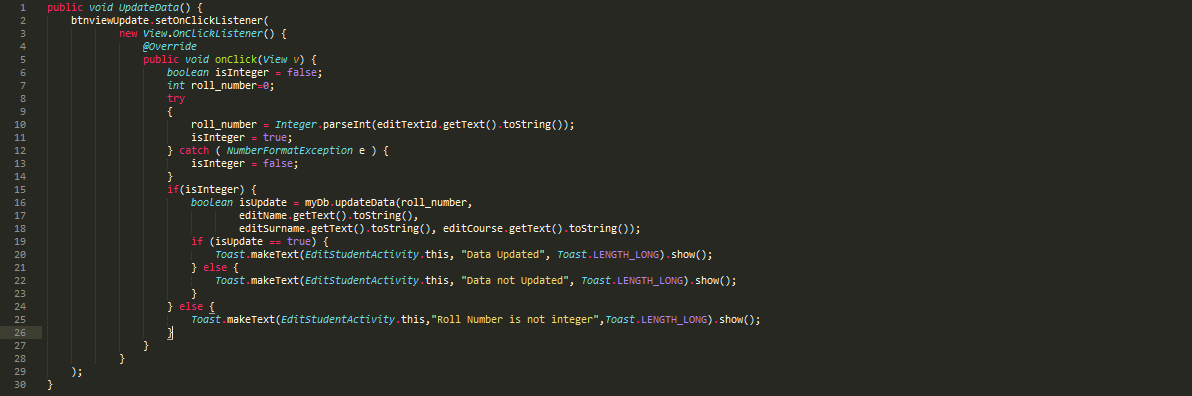 1 public void UpdateData() {
2 btnviewUpdate.setOnClickListener(
3 new View.OnClickListener() {
4 @Override
5 public void onClick(View v) {
6 boolean isInteger = false;
7 int roll_number=0;
8 try
9 {
10 roll_number = Integer.parseInt(editTextId.getText().toString());
11 isInteger = true;
12 } catch ( NumberFormatException e ) {
13 isInteger = false;
14 }
15 if(isInteger) {
16 boolean isUpdate = myDb.updateData(roll_number,
17 editName.getText().toString(),
18 editSurname.getText().toString(), editCourse.getText().toString());
19 if (isUpdate == true) {
20 Toast.makeText(EditStudentActivity.this, "Data Updated", Toast.LENGTH_LONG).show();
21 } else {
22 Toast.makeText(EditStudentActivity.this, "Data not Updated", Toast.LENGTH_LONG).show();
23 }
24 } else {
25 Toast.makeText(EditStudentActivity.this,"Roll Number is not integer",Toast.LENGTH_LONG).show();
26 }
27 }
28 }
29 );
30 }